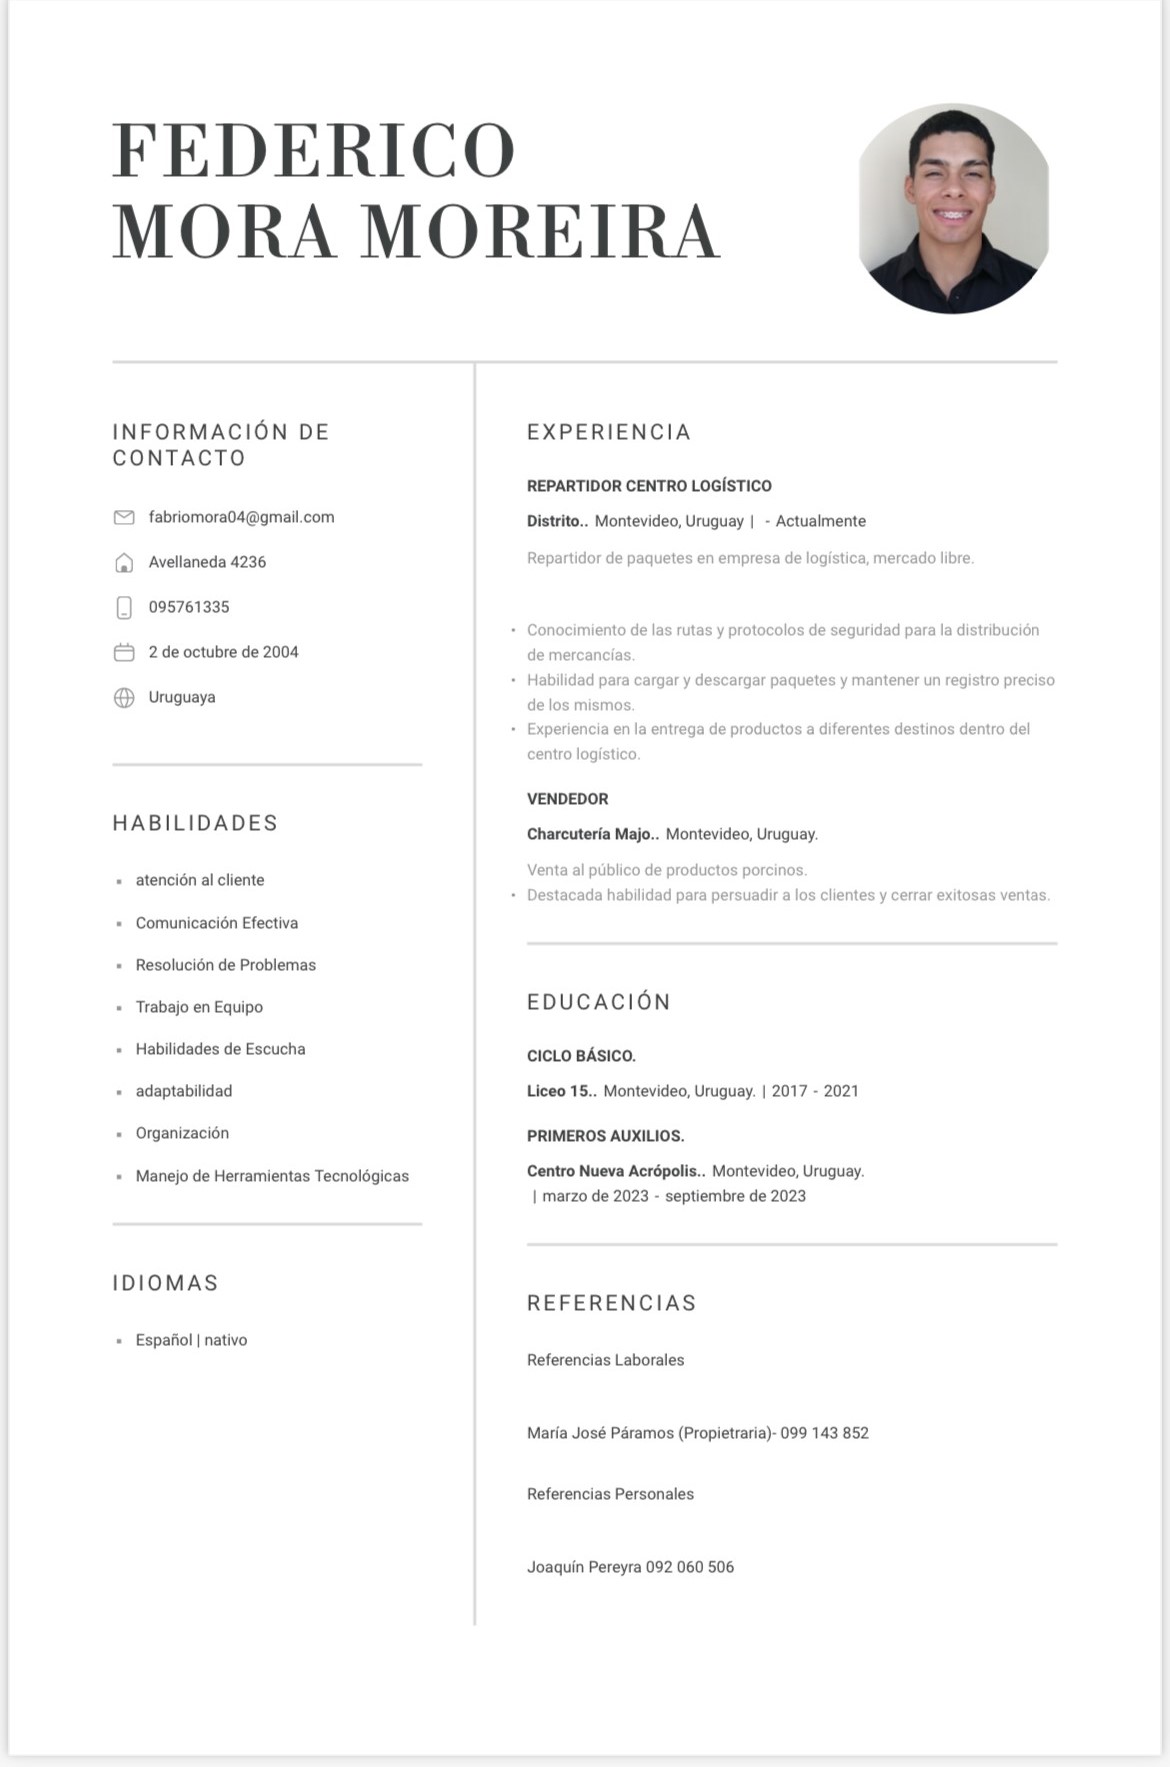 FEDERICO
MORA MOREIRA
INFORMACIÓN DE
CONTACTO
fabriomora04@gmail.com
Avellaneda 4236
095761335
2 de octubre de 2004
Uruguaya
HABILIDADES
atención al cliente
Comunicación Efectiva
Resolución de Problemas
Trabajo en Equipo
Habilidades de Escucha
adaptabilidad
Organización
Manejo de Herramientas Tecnológicas
IDIOMAS
Español | nativo
EXPERIENCIA
REPARTIDOR CENTRO LOGÍSTICO
Distrito.. Montevideo, Uruguay | - Actualmente
Repartidor de paquetes en empresa de logística, mercado libre.
• Conocimiento de las rutas y protocolos de seguridad para la distribución
de mercancías.
• Habilidad para cargar y descargar paquetes y mantener un registro preciso
de los mismos.
• Experiencia en la entrega de productos a diferentes destinos dentro del
centro logístico.
VENDEDOR
Charcutería Majo.. Montevideo, Uruguay.
Venta al público de productos porcinos.
• Destacada habilidad para persuadir a los clientes y cerrar exitosas ventas.
EDUCACIÓN
CICLO BÁSICO.
Liceo 15.. Montevideo, Uruguay. | 2017 - 2021
PRIMEROS AUXILIOS.
Centro Nueva Acrópolis.. Montevideo, Uruguay.
| marzo de 2023 - septiembre de 2023
REFERENCIAS
Referencias Laborales
María José Páramos (Propietraria)- 099 143 852
Referencias Personales
Joaquín Pereyra 092 060 506